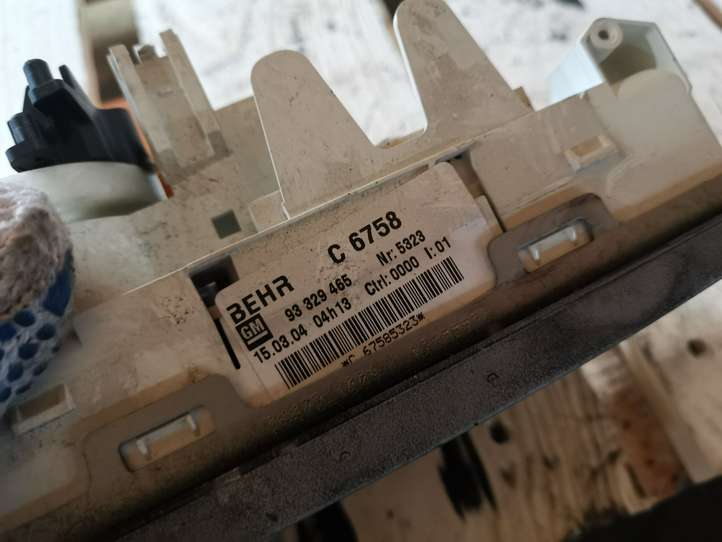 BEHR C 6758
GM 93 329 465 Nr.5323
15.03.04 04h13 Ctrl:0000 I:01
*C 67585323*